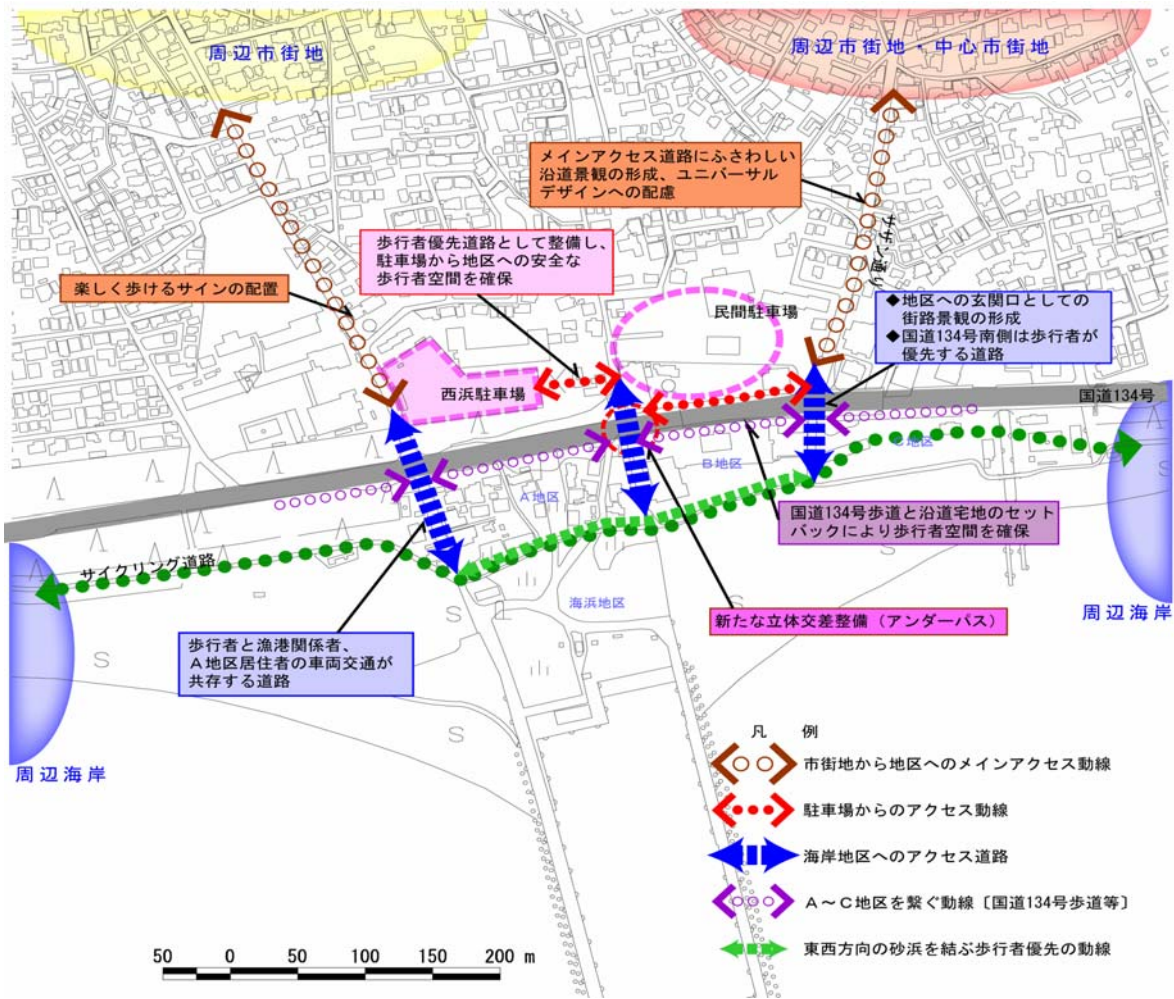 周辺市街地
周辺市街地・中心市街地
メインアクセス道路にふさわしい
沿道景観の形成、ユニバーサル
デザインへの配慮
サザン通り
歩行者優先道路として整備し、
駐車場から地区への安全な
歩行者空間を確保
楽しく歩けるサインの配置
民間駐車場
◆地区への玄関口としての
街路景観の形成
◆国道134号南側は歩行者が
優先する道路
西浜駐車場
国道134号
A地区
B地区
C地区
国道134号歩道と沿道宅地のセット
バックにより歩行者空間を確保
サイクリング道路
海浜地区
新たな立体交差整備（アンダーパス）
周辺海岸
歩行者と漁港関係者、
A地区居住者の車両交通が
共存する道路
周辺海岸
S
S
S
S
凡　例
市街地から地区へのメインアクセス動線
駐車場からのアクセス動線
海岸地区へのアクセス道路
A～C地区を繋ぐ動線〔国道134号歩道等〕
東西方向の砂浜を結ぶ歩行者優先の動線
50 0 50 100 150 200 m